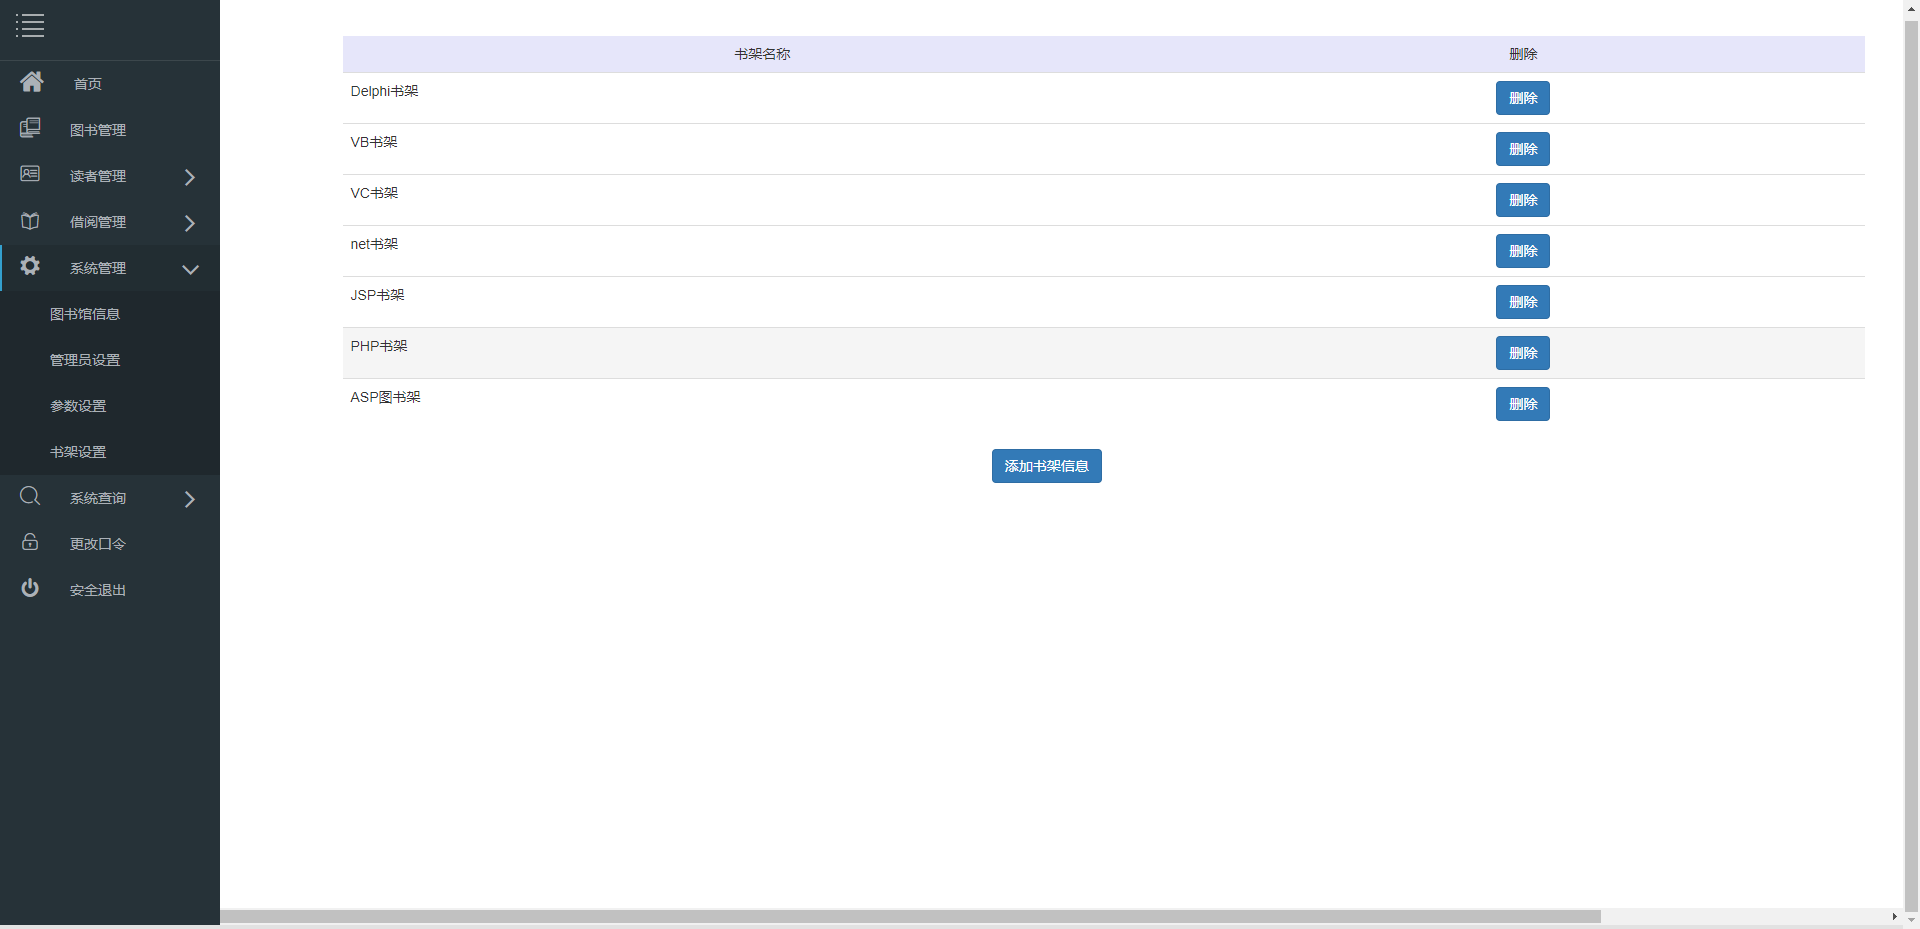 首页
图书管理
读者管理
借阅管理
系统管理
图书馆信息
管理员设置
参数设置
书架设置
系统查询
更改口令
安全退出
书架名称 删除
Delphi书架 删除
VB书架 删除
VC书架 删除
net书架 删除
JSP书架 删除
PHP书架 删除
ASP图书架 删除
添加书架信息